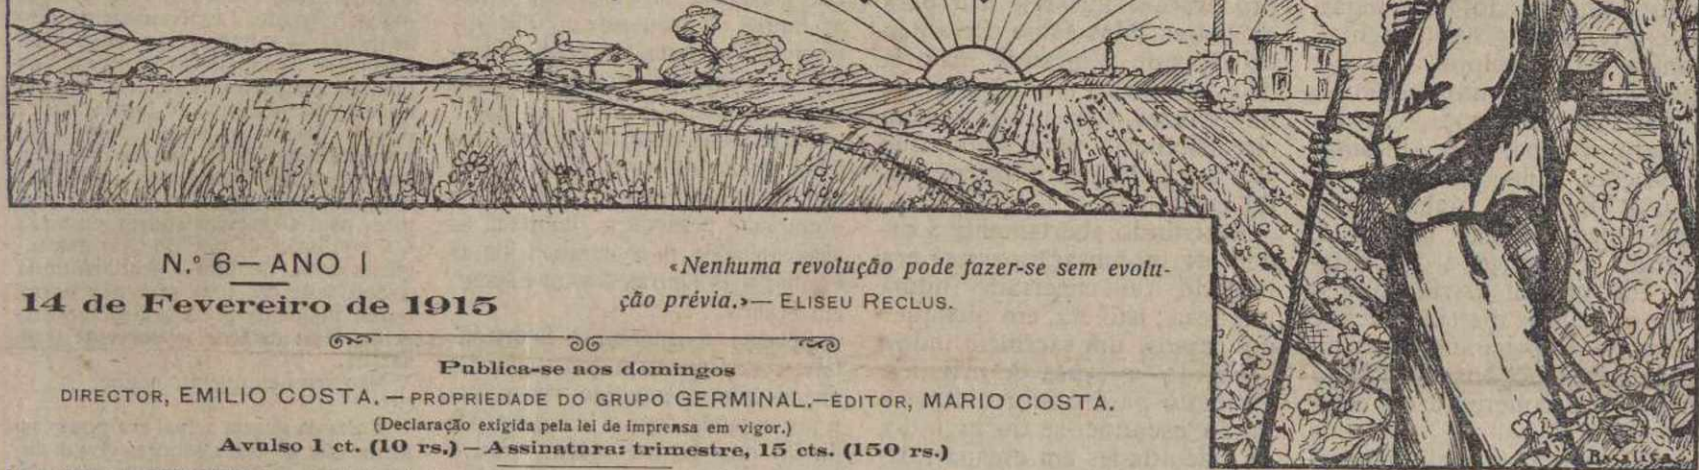 N.º 6 — ANO I
14 de Fevereiro de 1915
«Nenhuma revolução pode fazer-se sem evolu-
ção prévia.» — ELISEU RECLUS.
Publica-se aos domingos
DIRECTOR, EMILIO COSTA. — PROPRIEDADE DO GRUPO GERMINAL. — EDITOR, MARIO COSTA.
(Declaração exigida pela lei de imprensa em vigor.)
Avulso 1 ct. (10 rs.) — Assinatura: trimestre, 15 cts. (150 rs.)